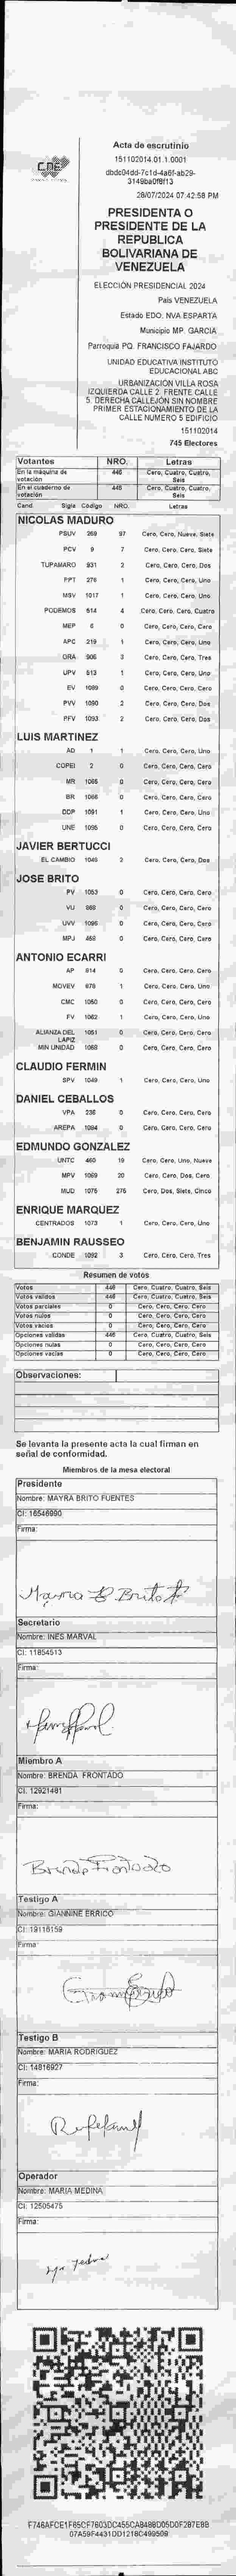 CNE
Acta de escrutinio
151102014.01.1.0001
28/07/2024 07:42:58 PM
PRESIDENTA O
PRESIDENTE DE LA
REPUBLICA
BOLIVARIANA DE
VENEZUELA
ELECCIÓN PRESIDENCIAL 2024
País VENEZUELA
Estado EDO. NVA.ESPARTA
Municipio MP. GARCIA
Parroquia PQ. FRANCISCO FAJARDO
UNIDAD EDUCATIVA INSTITUTO
EDUCACIONAL ABC
URBANIZACIÓN VILLA ROSA
IZQUIERDA CALLE 2. FRENTE CALLE
5. DERECHA CALLEJÓN SIN NOMBRE
PRIMER ESTACIONAMIENTO DE LA
CALLE NUMERO 5 EDIFICIO
151102014
745 Electores
Votantes NRO. Letras
En la máquina de votación 446 Cero, Cuatro, Cuatro, Seis
En el cuaderno de votación 446 Cero, Cuatro, Cuatro, Seis
Cand. Sigla Código NRO. Letras
NICOLAS MADURO
PSUV 269 97 Cero, Cero, Nueve, Siete
PCV 9 7 Cero, Cero, Cero, Siete
TUPAMARO 931 2 Cero, Cero, Cero, Dos
PPT 276 1 Cero, Cero, Cero, Uno
MSV 1017 1 Cero, Cero, Cero, Uno
PODEMOS 614 4 Cero, Cero, Cero, Cuatro
MEP 6 0 Cero, Cero, Cero, Cero
APC 219 1 Cero, Cero, Cero, Uno
ORA 906 3 Cero, Cero, Cero, Tres
UPV 513 1 Cero, Cero, Cero, Uno
EV 1089 0 Cero, Cero, Cero, Cero
PVV 1090 2 Cero, Cero, Cero, Dos
PFV 1093 2 Cero, Cero, Cero, Dos
LUIS MARTINEZ
AD 1 1 Cero, Cero, Cero, Uno
COPEI 2 0 Cero, Cero, Cero, Cero
MR 1065 0 Cero, Cero, Cero, Cero
BR 1066 0 Cero, Cero, Cero, Cero
DDP 1091 1 Cero, Cero, Cero, Uno
UNE 1095 0 Cero, Cero, Cero, Cero
JAVIER BERTUCCI
EL CAMBIO 1048 2 Cero, Cero, Cero, Dos
JOSE BRITO
PV 1053 0 Cero, Cero, Cero, Cero
VU 868 0 Cero, Cero, Cero, Cero
UVV 1096 0 Cero, Cero, Cero, Cero
MPJ 458 0 Cero, Cero, Cero, Cero
ANTONIO ECARRI
AP 814 0 Cero, Cero, Cero, Cero
MOVEV 679 1 Cero, Cero, Cero, Uno
CMC 1050 0 Cero, Cero, Cero, Cero
FV 1062 1 Cero, Cero, Cero, Uno
ALIANZA DEL LAPIZ 1051 0 Cero, Cero, Cero, Cero
MIN UNIDAD 1068 0 Cero, Cero, Cero, Cero
CLAUDIO FERMIN
SPV 1049 1 Cero, Cero, Cero, Uno
DANIEL CEBALLOS
VPA 238 0 Cero, Cero, Cero, Cero
AREPA 1094 0 Cero, Cero, Cero, Cero
EDMUNDO GONZALEZ
UNTC 460 19 Cero, Cero, Uno, Nueve
MPV 1069 20 Cero, Cero, Dos, Cero
MUD 1075 275 Cero, Dos, Siete, Cinco
ENRIQUE MARQUEZ
CENTRADOS 1073 1 Cero, Cero, Cero, Uno
BENJAMIN RAUSSEO
CONDE 1092 3 Cero, Cero, Cero, Tres
Resumen de votos
Votos 446 Cero, Cuatro, Cuatro, Seis
Votos validos 446 Cero, Cuatro, Cuatro, Seis
Votos parciales 0 Cero, Cero, Cero, Cero
Votos nulos 0 Cero, Cero, Cero, Cero
Votos vacios 0 Cero, Cero, Cero, Cero
Opciones validas 446 Cero, Cuatro, Cuatro, Seis
Opciones nulas 0 Cero, Cero, Cero, Cero
Opciones vacias 0 Cero, Cero, Cero, Cero
Observaciones:
Se levanta la presente acta la cual firman en
señal de conformidad.
Miembros de la mesa electoral
Presidente
Nombre: MAYRA BRITO FUENTES
CI: 16546990
Firma:
Mayra B Brito F
Secretario
Nombre: INES MARVAL
CI: 11854513
Firma:
Miembro A
Nombre: BRENDA FRONTADO
CI: 12921481
Firma:
Brenda Frontado
Testigo A
Nombre: GIANNINE ERRICO
CI: 19116159
Firma:
Testigo B
Nombre: MARIA RODRIGUEZ
CI: 14816927
Firma:
Operador
Nombre: MARIA MEDINA
CI: 12505475
Firma: